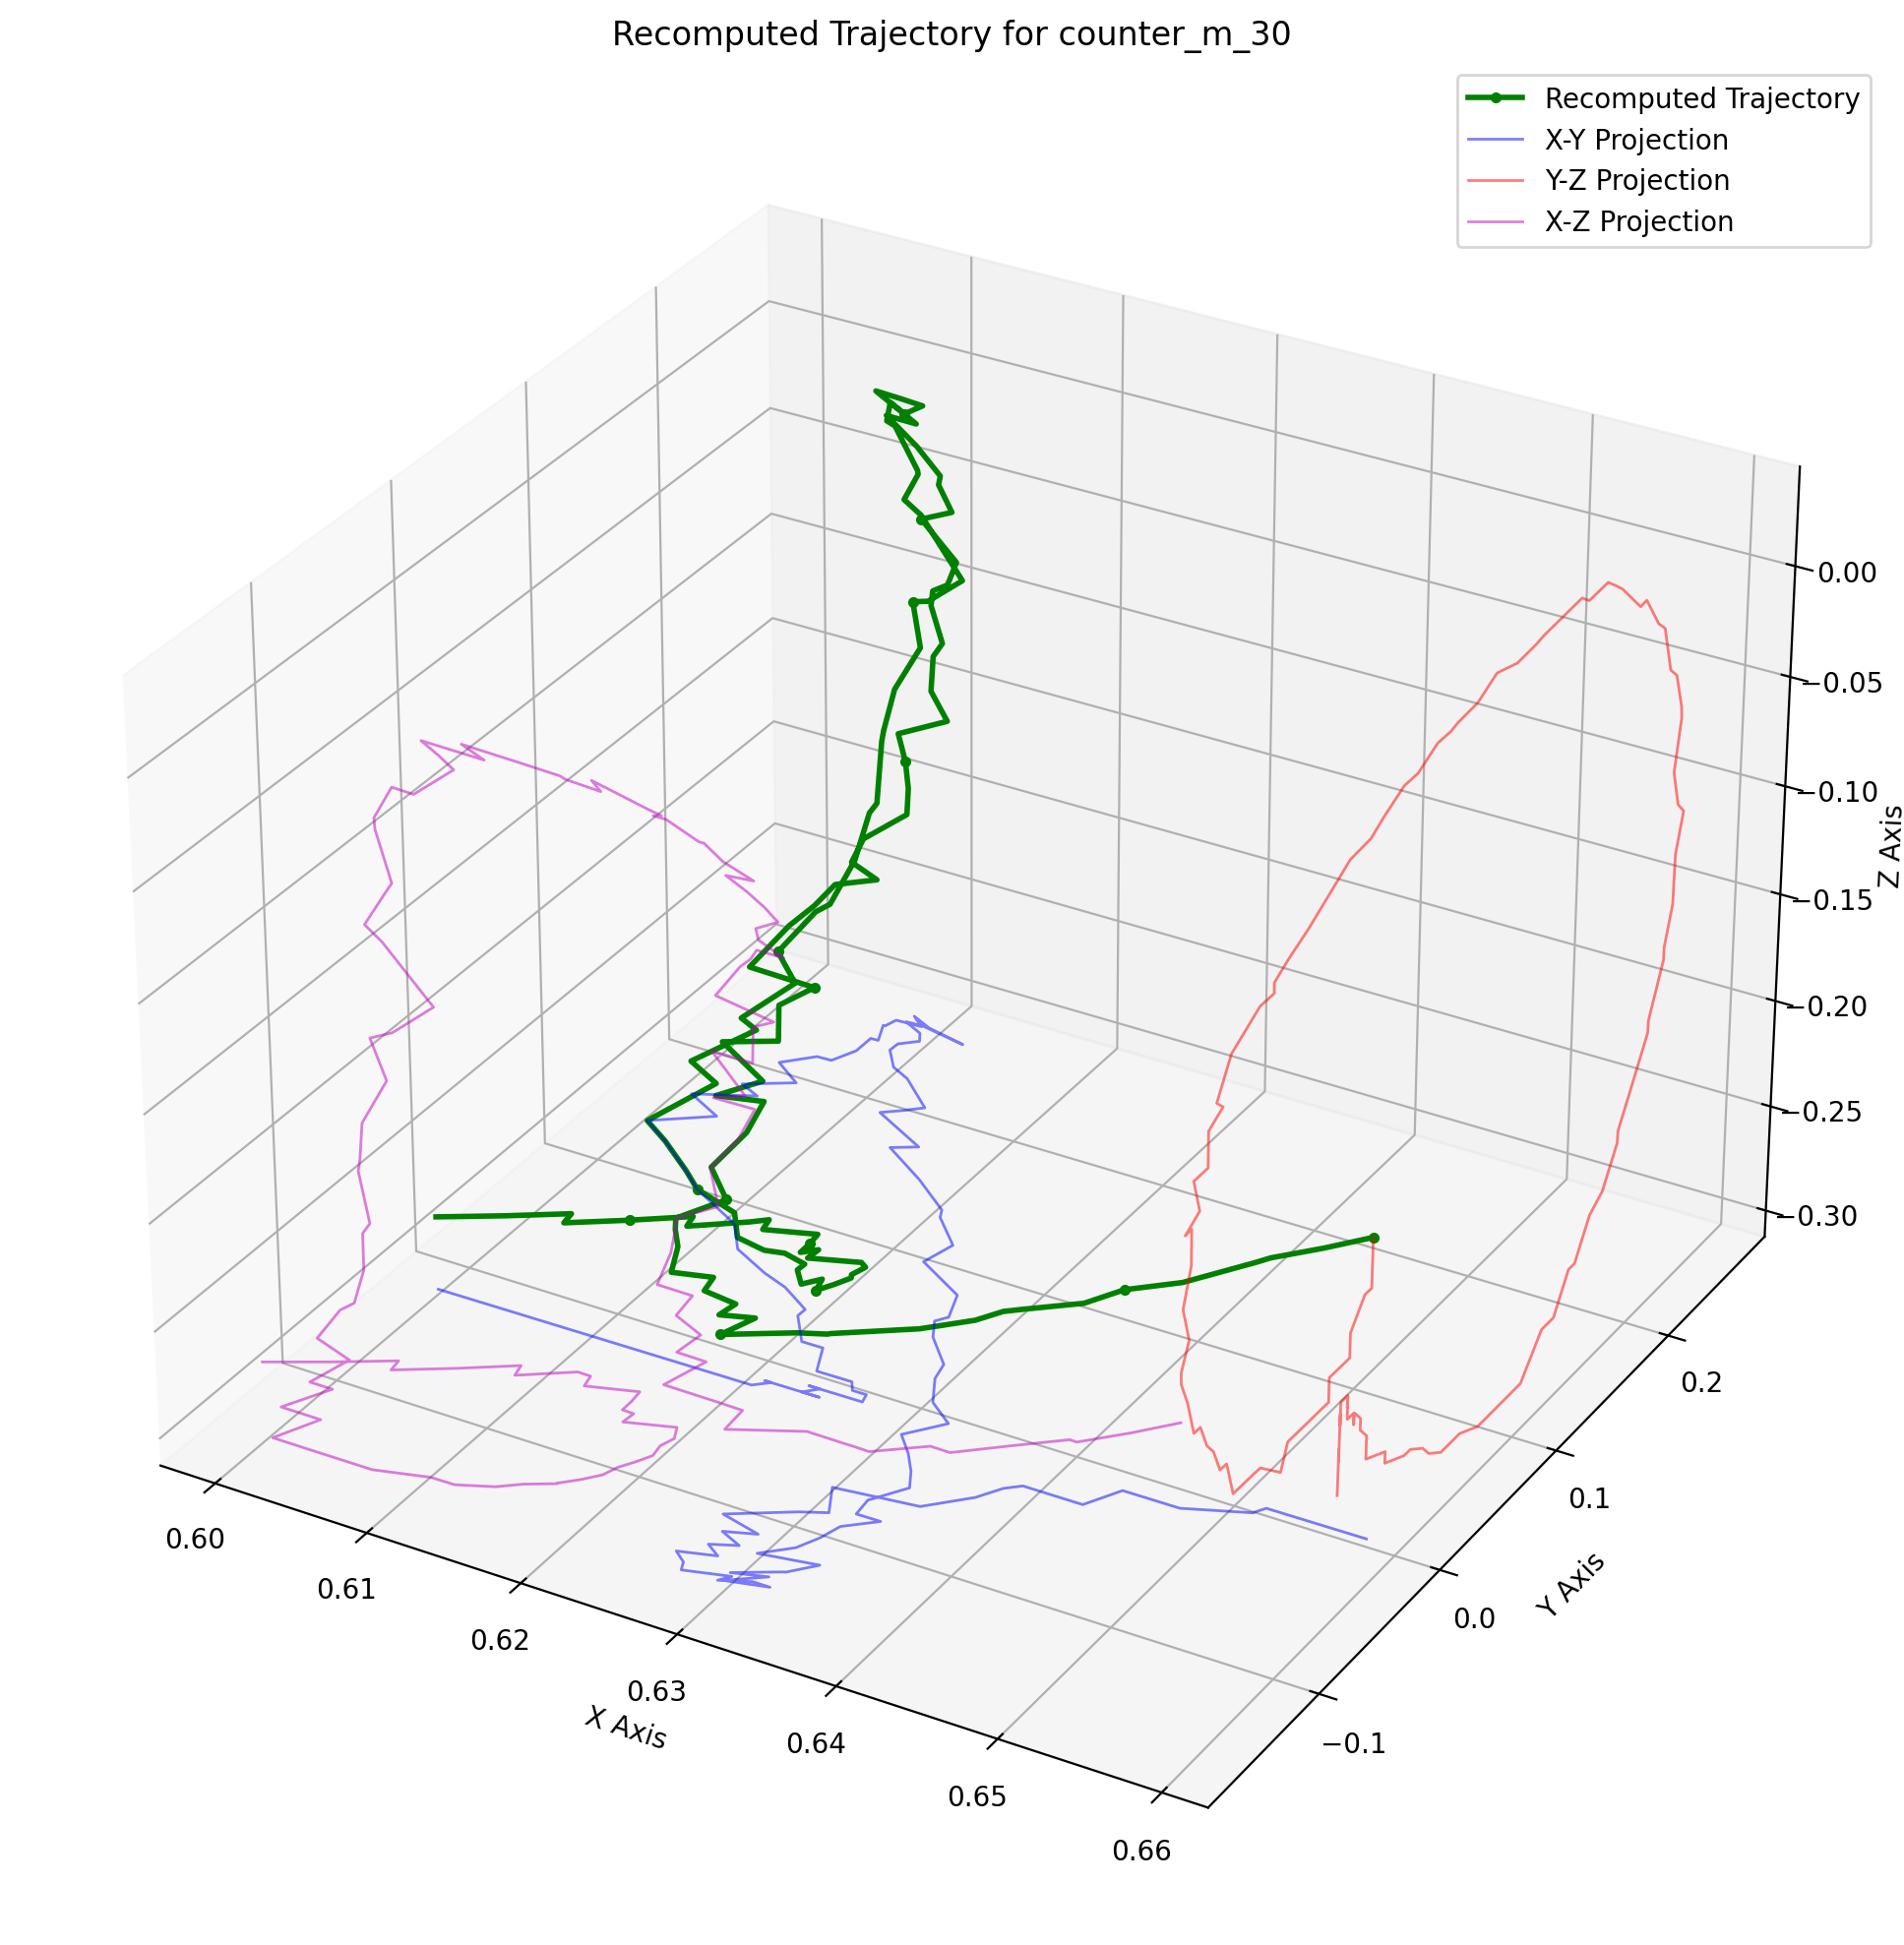 Recomputed Trajectory for counter_m_30
Recomputed Trajectory
X-Y Projection
Y-Z Projection
X-Z Projection
0.00
−0.05
−0.10
−0.15
−0.20
−0.25
−0.30
Z Axis
0.2
0.1
0.0
−0.1
Y Axis
0.60
0.61
0.62
0.63
0.64
0.65
0.66
X Axis